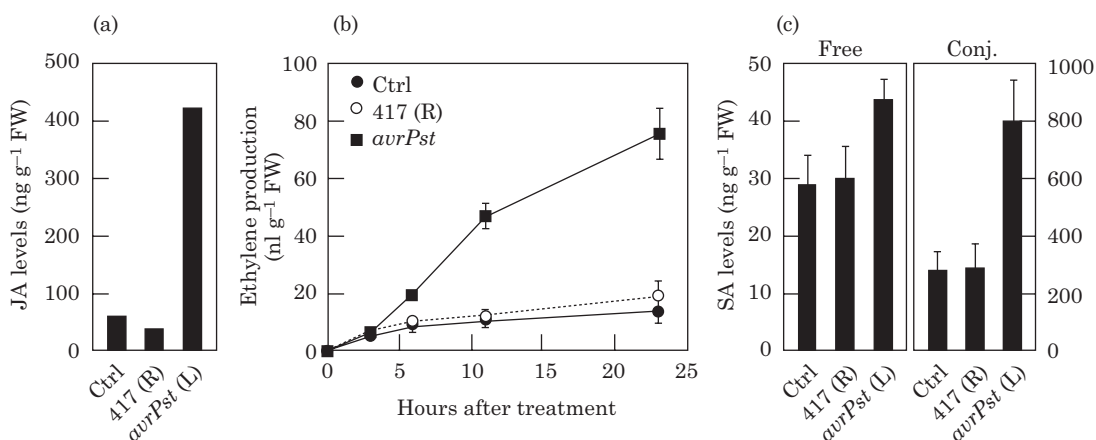 (a)
JA levels (ng g⁻¹ FW)
500
400
300
200
100
0
Ctrl
417 (R)
avrPst (L)
(b)
Ethylene production
(nl g⁻¹ FW)
100
80
60
40
20
0
Ctrl
417 (R)
avrPst
0
5
10
15
20
25
Hours after treatment
(c)
Free
Conj.
SA levels (ng g⁻¹ FW)
50
40
30
20
10
0
1000
800
600
400
200
0
Ctrl
417 (R)
avrPst (L)
Ctrl
417 (R)
avrPst (L)